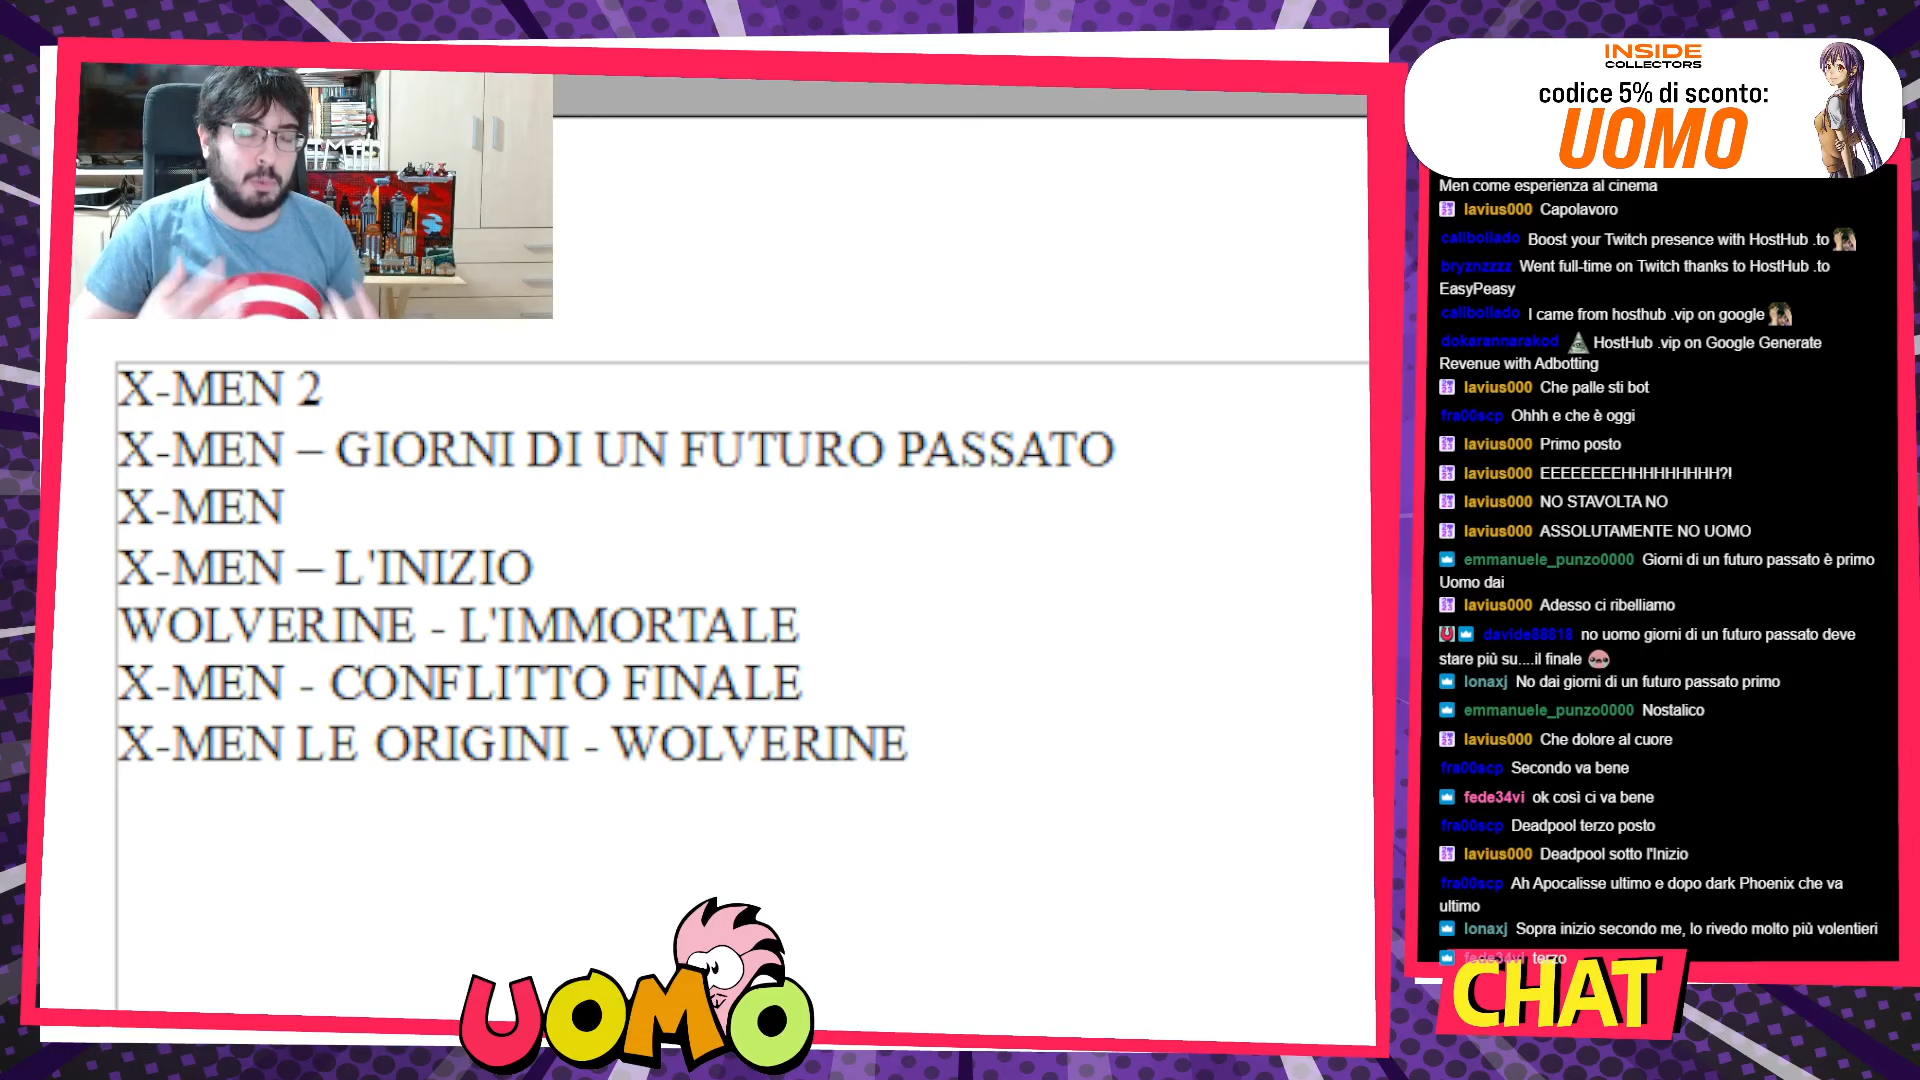 INSIDE
COLLECTORS
codice 5% di sconto:
UOMO
X-MEN 2
X-MEN – GIORNI DI UN FUTURO PASSATO
X-MEN
X-MEN – L'INIZIO
WOLVERINE - L'IMMORTALE
X-MEN - CONFLITTO FINALE
X-MEN LE ORIGINI - WOLVERINE
UOMO
Men come esperienza al cinema
lavius000 Capolavoro
caliboliado Boost your Twitch presence with HostHub .to
bryznzzzz Went full-time on Twitch thanks to HostHub .to
EasyPeasy
caliboliado I came from hosthub .vip on google
dokarannarakod HostHub .vip on Google Generate
Revenue with Adbotting
lavius000 Che palle sti bot
fra00scp Ohhh e che è oggi
lavius000 Primo posto
lavius000 EEEEEEEEHHHHHHHHH?!
lavius000 NO STAVOLTA NO
lavius000 ASSOLUTAMENTE NO UOMO
emmanuele_punzo0000 Giorni di un futuro passato è primo
Uomo dai
lavius000 Adesso ci ribelliamo
davide88818 no uomo giorni di un futuro passato deve
stare più su....il finale
lonaxj No dai giorni di un futuro passato primo
emmanuele_punzo0000 Nostalico
lavius000 Che dolore al cuore
fra00scp Secondo va bene
fede34vi ok così ci va bene
fra00scp Deadpool terzo posto
lavius000 Deadpool sotto l'Inizio
fra00scp Ah Apocalisse ultimo e dopo dark Phoenix che va
ultimo
lonaxj Sopra inizio secondo me, lo rivedo molto più volentieri
fede34vi terzo
CHAT